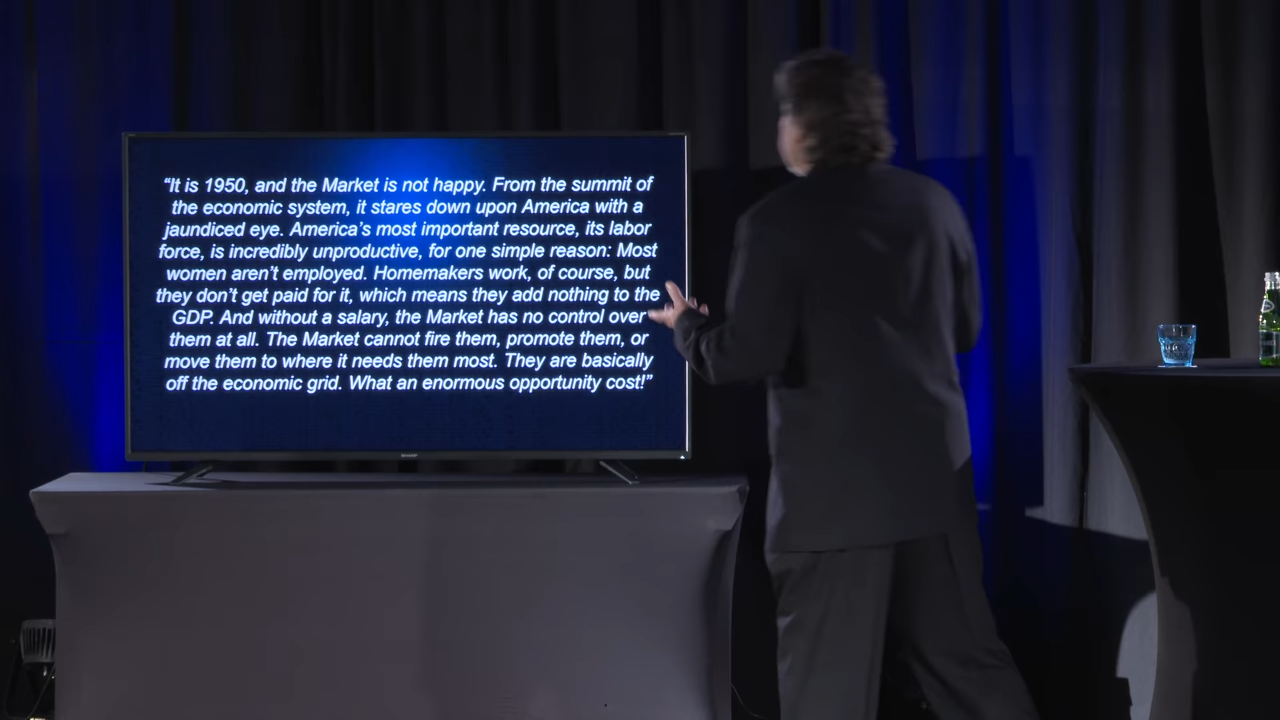 “It is 1950, and the Market is not happy. From the summit of
the economic system, it stares down upon America with a
jaundiced eye. America’s most important resource, its labor
force, is incredibly unproductive, for one simple reason: Most
women aren’t employed. Homemakers work, of course, but
they don’t get paid for it, which means they add nothing to the
GDP. And without a salary, the Market has no control over
them at all. The Market cannot fire them, promote them, or
move them to where it needs them most. They are basically
off the economic grid. What an enormous opportunity cost!”